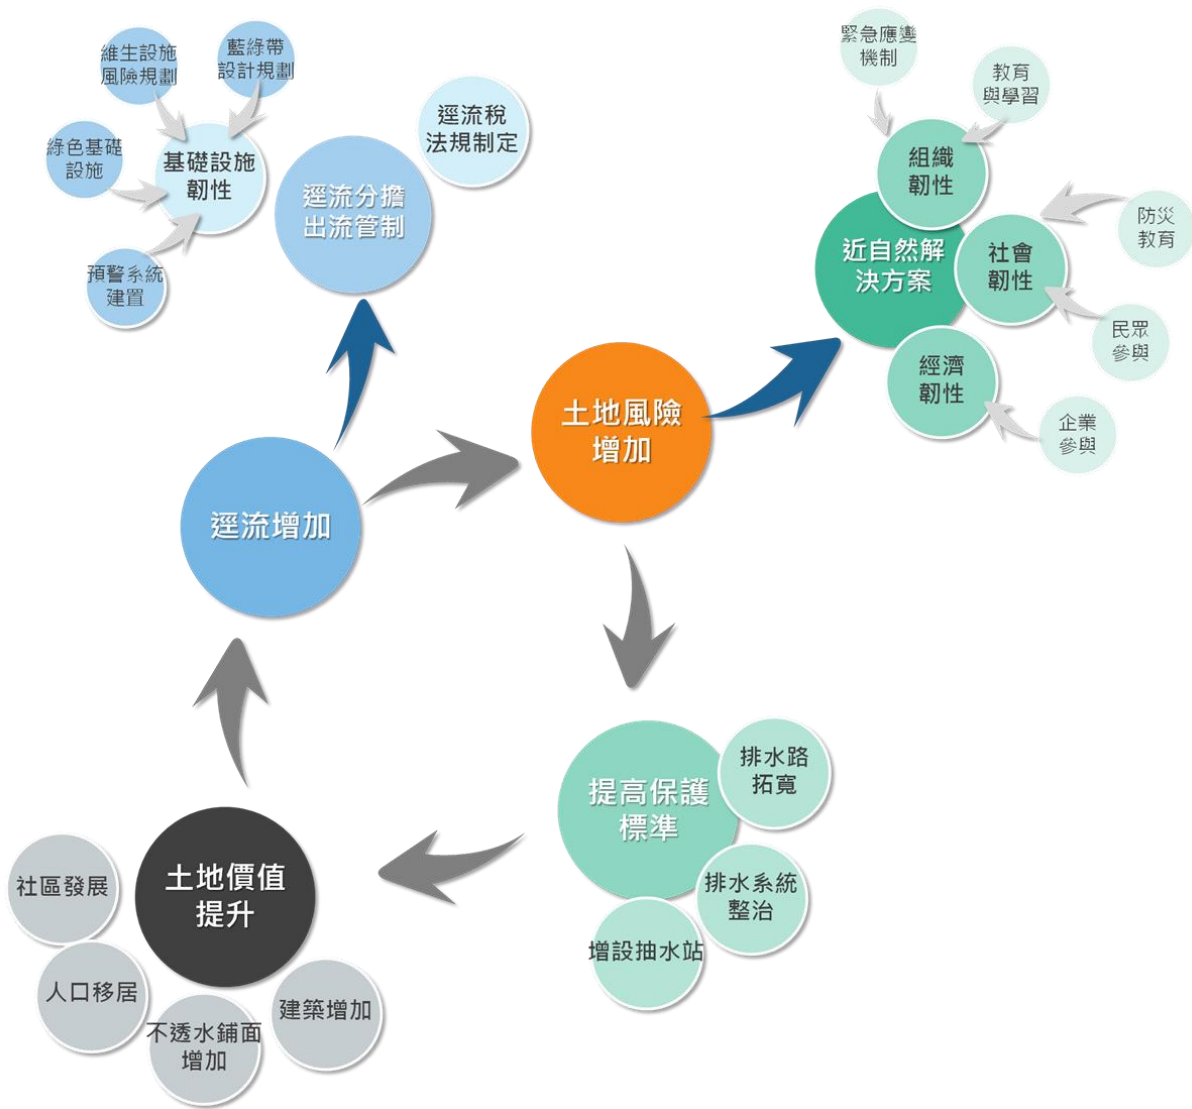 維生設施
風險規劃
藍綠帶
設計規劃
綠色基礎
設施
基礎設施
韌性
預警系統
建置
逕流分擔
出流管制
逕流稅
法規制定
緊急應變
機制
教育
與學習
組織
韌性
近自然解
決方案
社會
韌性
防災
教育
民眾
參與
經濟
韌性
企業
參與
土地風險
增加
逕流增加
提高保護
標準
排水路
拓寬
排水系統
整治
增設抽水站
土地價值
提升
社區發展
人口移居
不透水鋪面
增加
建築增加